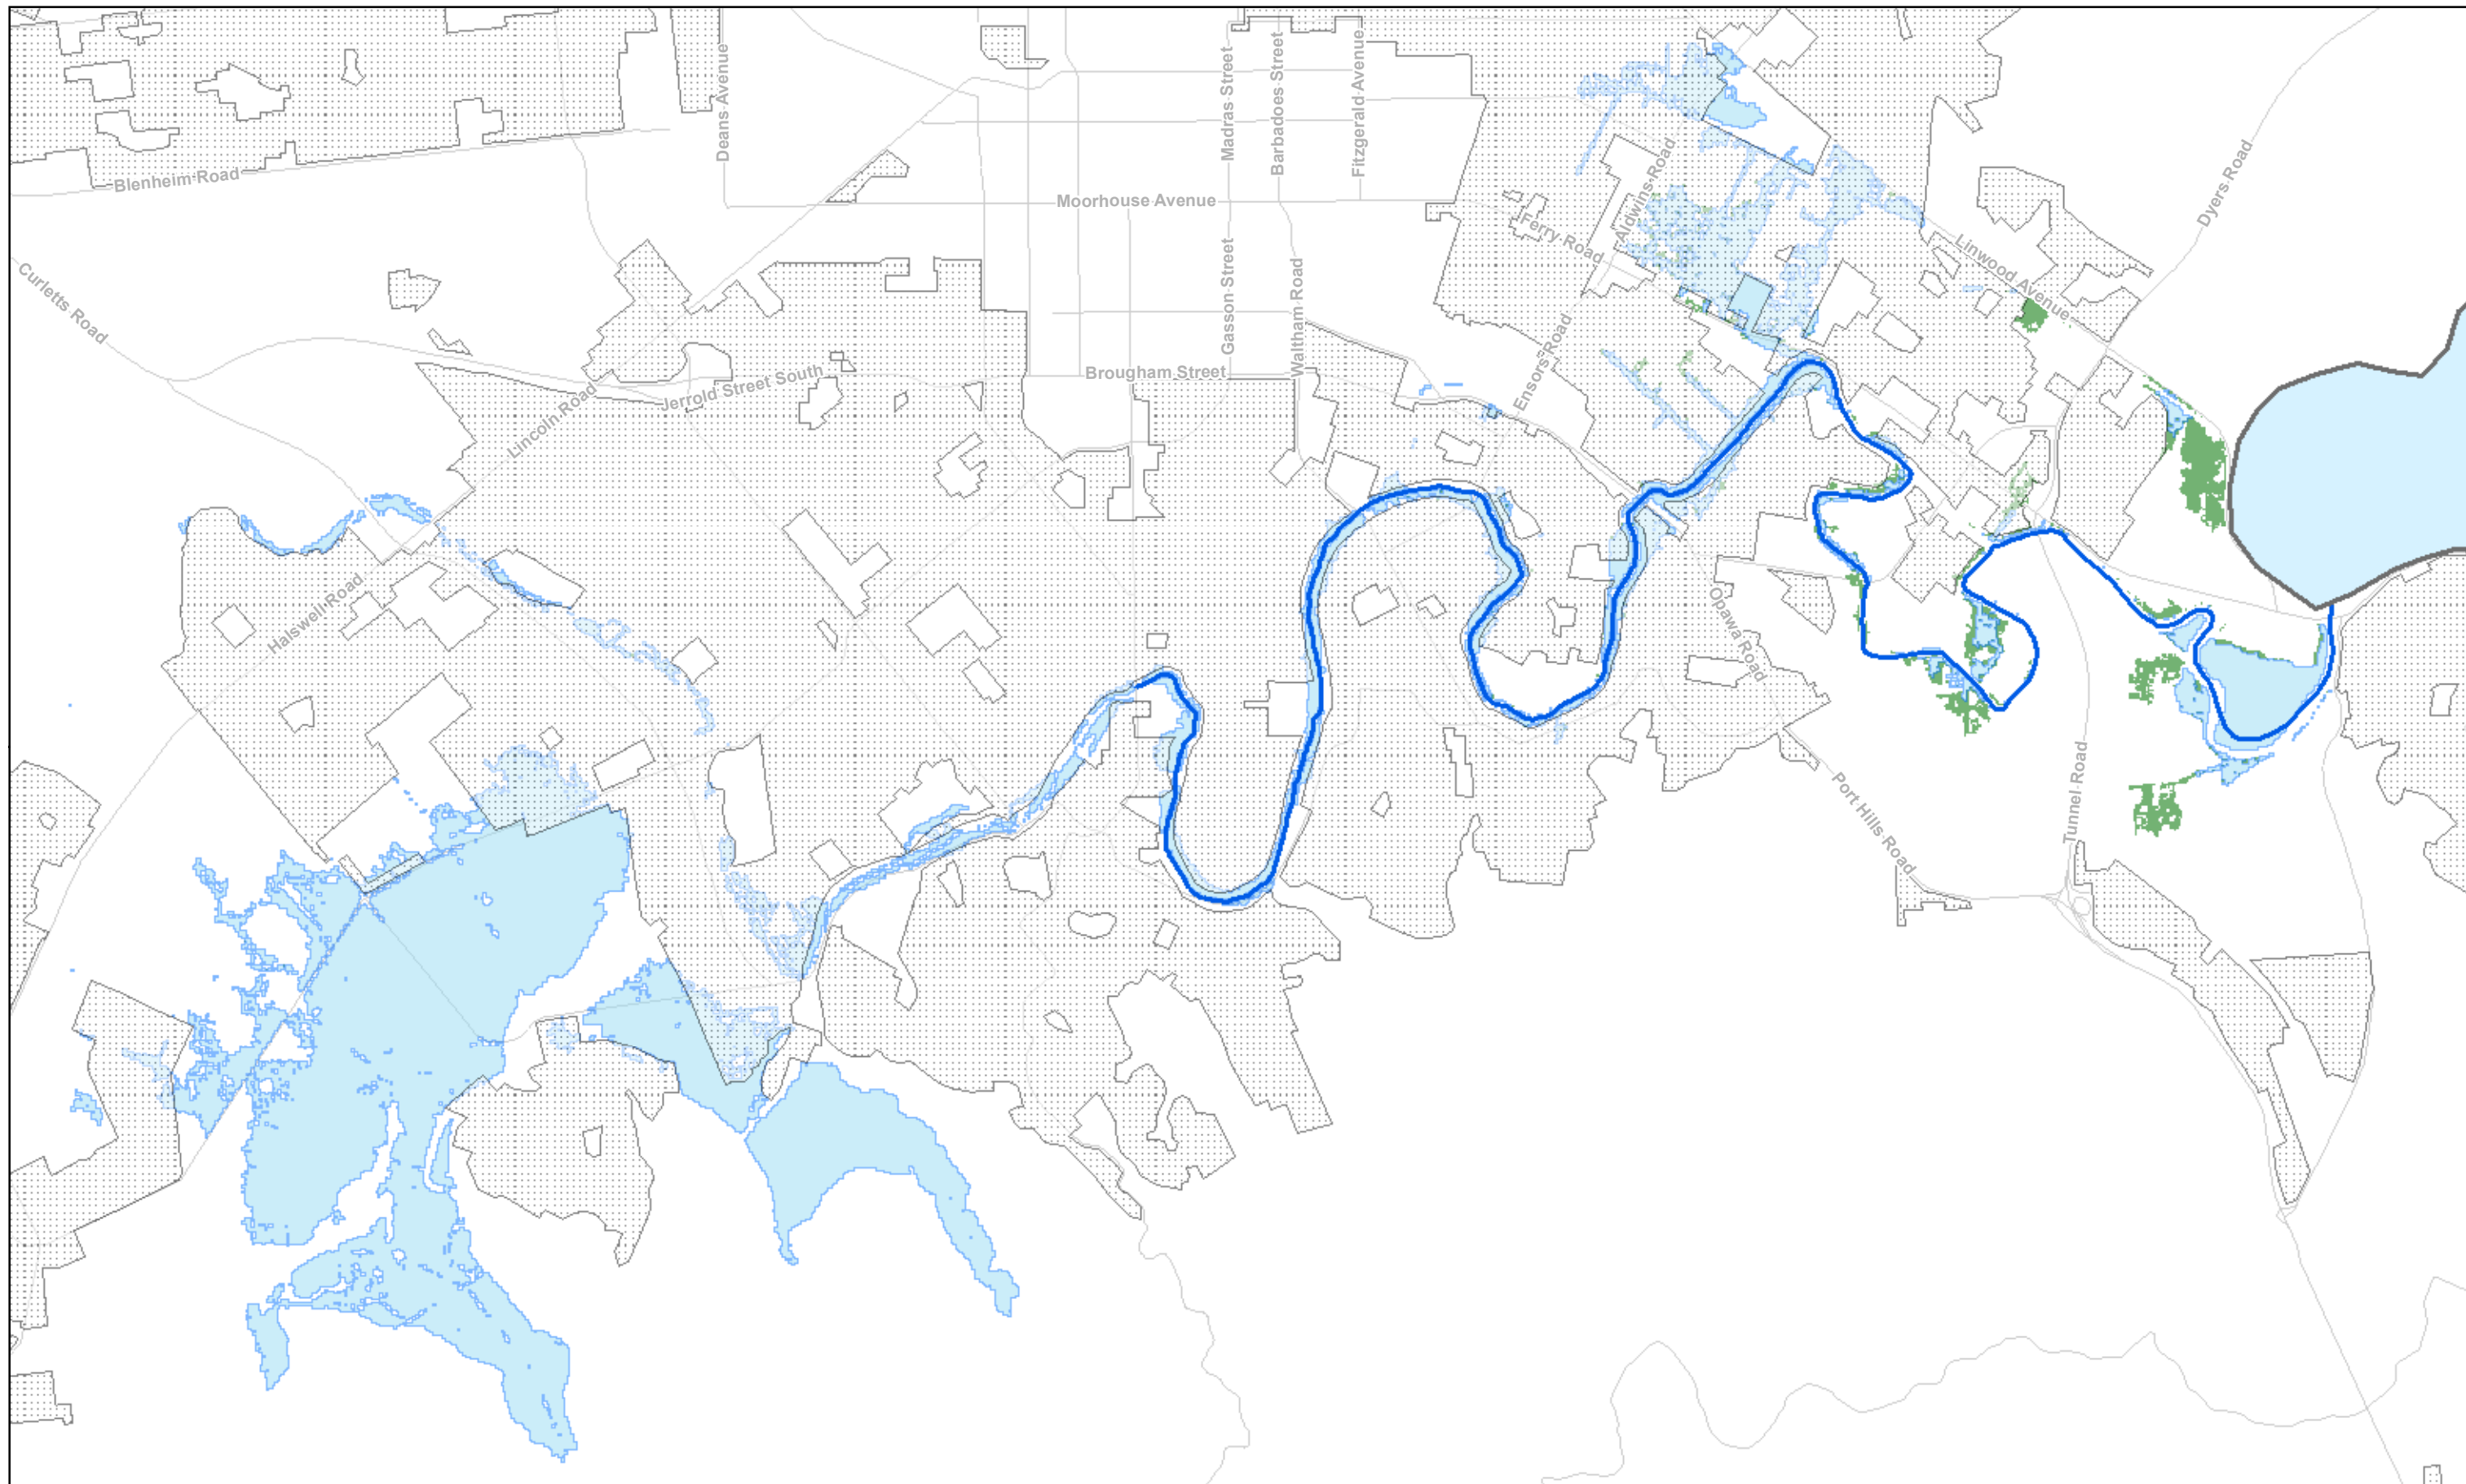 Deans Avenue
Madras Street
Barbadoes Street
Fitzgerald Avenue
Blenheim Road
Moorhouse Avenue
Aldwins Road
Ferry Road
Dyers Road
Linwood Avenue
Curletts Road
Gasson Street
Waltham Road
Ensors Road
Jerrold Street South
Brougham Street
Lincoln Road
Halswell Road
Opawa Road
Port Hills Road
Tunnel Road